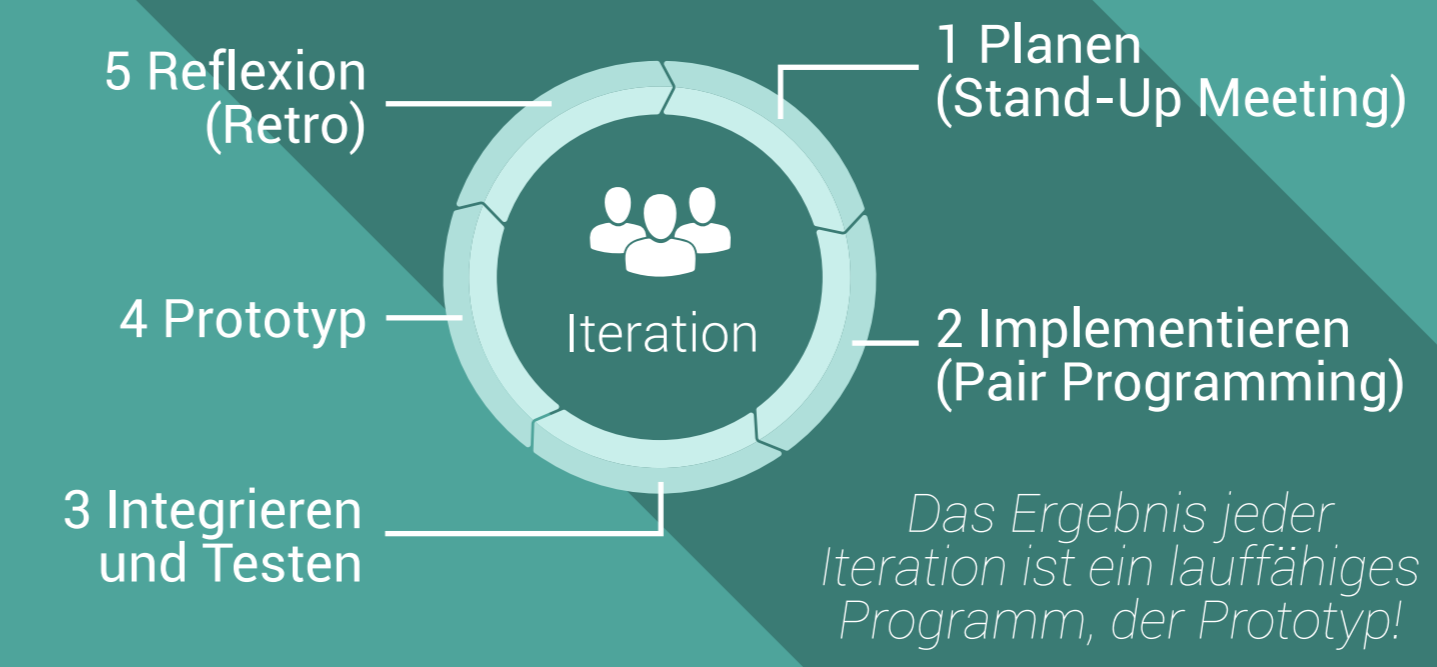 1 Planen
(Stand-Up Meeting)
2 Implementieren
(Pair Programming)
3 Integrieren
und Testen
4 Prototyp
5 Reflexion
(Retro)
Iteration
Das Ergebnis jeder
Iteration ist ein lauffähiges
Programm, der Prototyp!